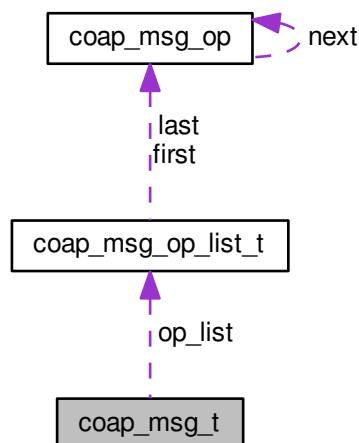 coap_msg_op
next
last
first
coap_msg_op_list_t
op_list
coap_msg_t